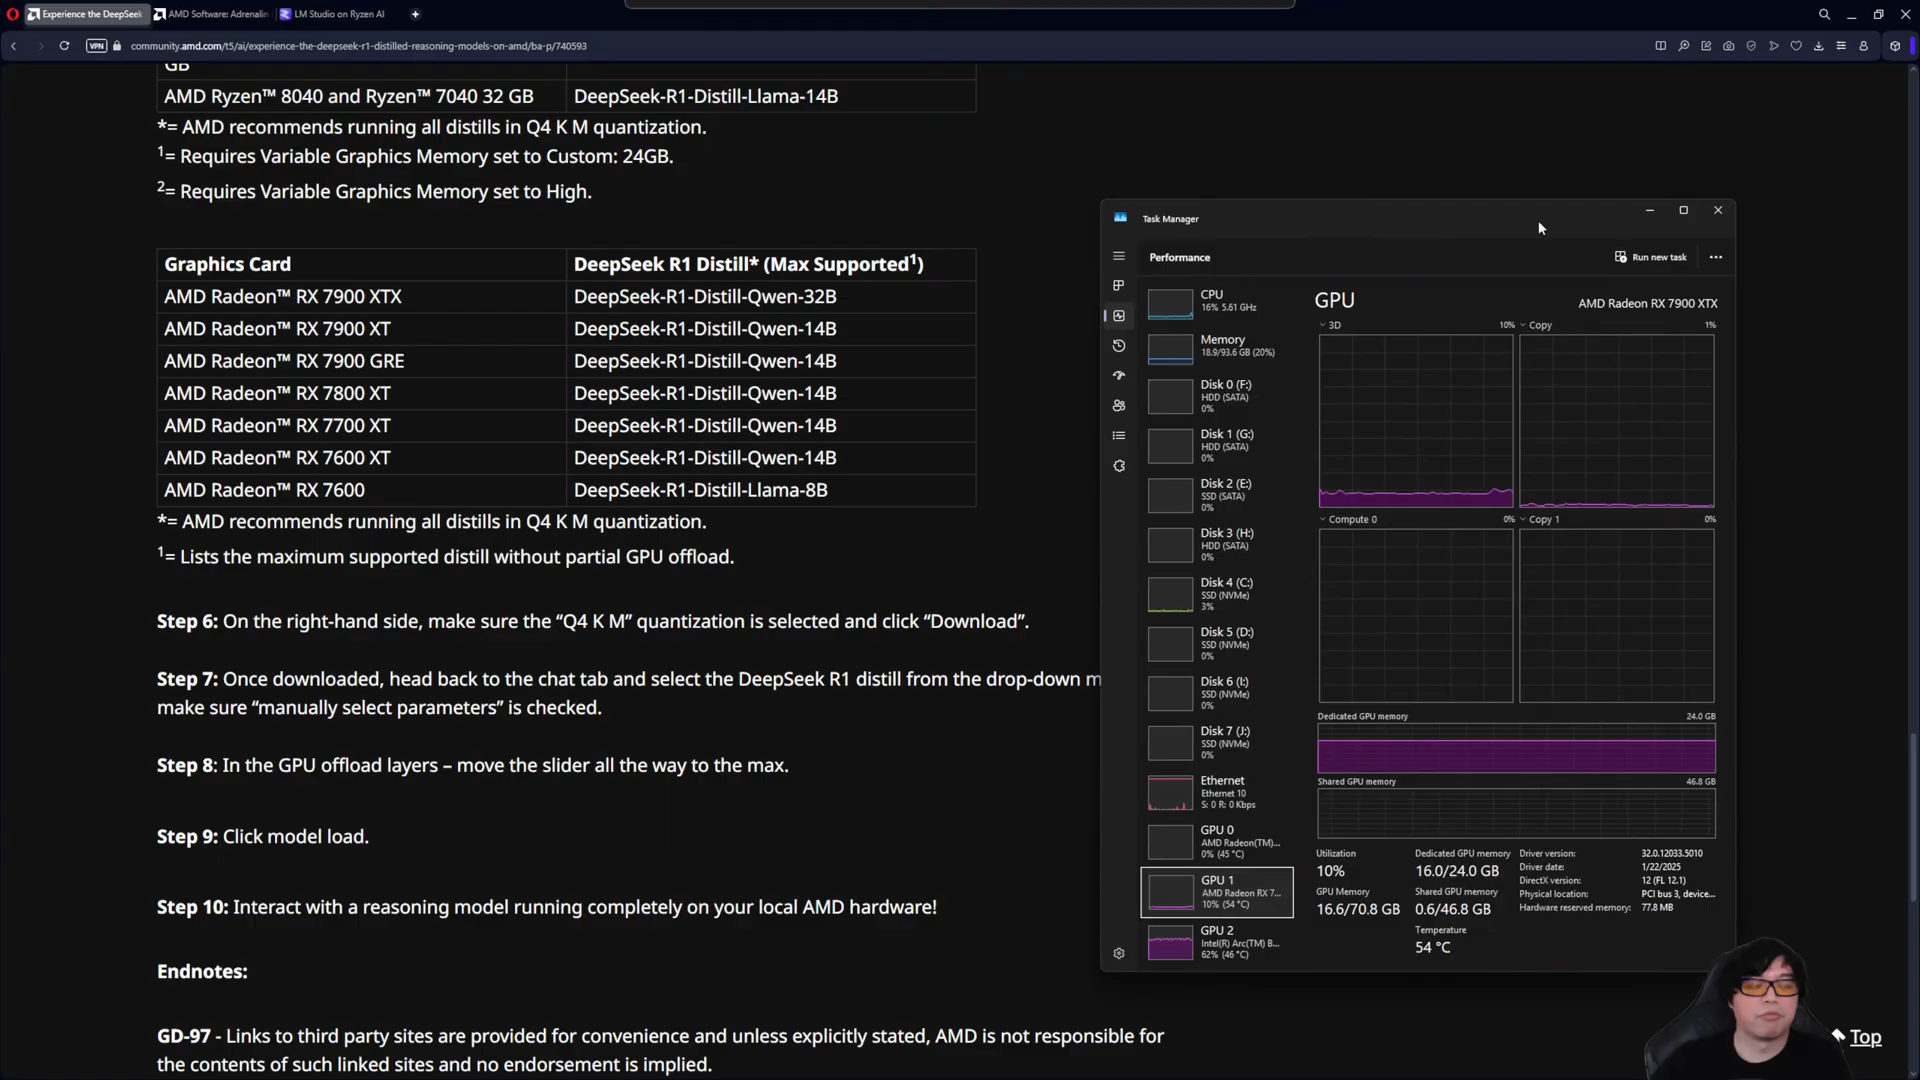 Experience the DeepSeek
AMD Software: Adrenalin
LM Studio on Ryzen AI
VPN
community.amd.com/t5/ai/experience-the-deepseek-r1-distilled-reasoning-models-on-amd/ba-p/740593
GB
AMD Ryzen™ 8040 and Ryzen™ 7040 32 GB DeepSeek-R1-Distill-Llama-14B
*= AMD recommends running all distills in Q4 K M quantization.
1= Requires Variable Graphics Memory set to Custom: 24GB.
2= Requires Variable Graphics Memory set to High.
Graphics Card DeepSeek R1 Distill* (Max Supported1)
AMD Radeon™ RX 7900 XTX DeepSeek-R1-Distill-Qwen-32B
AMD Radeon™ RX 7900 XT DeepSeek-R1-Distill-Qwen-14B
AMD Radeon™ RX 7900 GRE DeepSeek-R1-Distill-Qwen-14B
AMD Radeon™ RX 7800 XT DeepSeek-R1-Distill-Qwen-14B
AMD Radeon™ RX 7700 XT DeepSeek-R1-Distill-Qwen-14B
AMD Radeon™ RX 7600 XT DeepSeek-R1-Distill-Qwen-14B
AMD Radeon™ RX 7600 DeepSeek-R1-Distill-Llama-8B
*= AMD recommends running all distills in Q4 K M quantization.
1= Lists the maximum supported distill without partial GPU offload.
Step 6: On the right-hand side, make sure the “Q4 K M” quantization is selected and click “Download”.
Step 7: Once downloaded, head back to the chat tab and select the DeepSeek R1 distill from the drop-down m
make sure “manually select parameters” is checked.
Step 8: In the GPU offload layers – move the slider all the way to the max.
Step 9: Click model load.
Step 10: Interact with a reasoning model running completely on your local AMD hardware!
Endnotes:
GD-97 - Links to third party sites are provided for convenience and unless explicitly stated, AMD is not responsible for
the contents of such linked sites and no endorsement is implied.
Top
Task Manager
Performance
Run new task
CPU
16% 5.61 GHz
Memory
18.9/93.6 GB (20%)
Disk 0 (F:)
HDD (SATA)
0%
Disk 1 (G:)
HDD (SATA)
0%
Disk 2 (E:)
SSD (SATA)
0%
Disk 3 (H:)
HDD (SATA)
0%
Disk 4 (C:)
SSD (NVMe)
3%
Disk 5 (D:)
SSD (NVMe)
0%
Disk 6 (I:)
SSD (NVMe)
0%
Disk 7 (J:)
SSD (NVMe)
0%
Ethernet
Ethernet 10
S: 0 R: 0 Kbps
GPU 0
AMD Radeon(TM)...
0% (45 °C)
GPU 1
AMD Radeon RX 7...
10% (54 °C)
GPU 2
Intel(R) Arc(TM) B...
62% (46 °C)
GPU AMD Radeon RX 7900 XTX
3D 10% Copy 1%
Compute 0 0% Copy 1 0%
Dedicated GPU memory 24.0 GB
Shared GPU memory 46.8 GB
Utilization
10%
Dedicated GPU memory
16.0/24.0 GB
GPU Memory
16.6/70.8 GB
Shared GPU memory
0.6/46.8 GB
Temperature
54 °C
Driver version: 32.0.12033.5010
Driver date: 1/22/2025
DirectX version: 12 (FL 12.1)
Physical location: PCI bus 3, device...
Hardware reserved memory: 77.8 MB